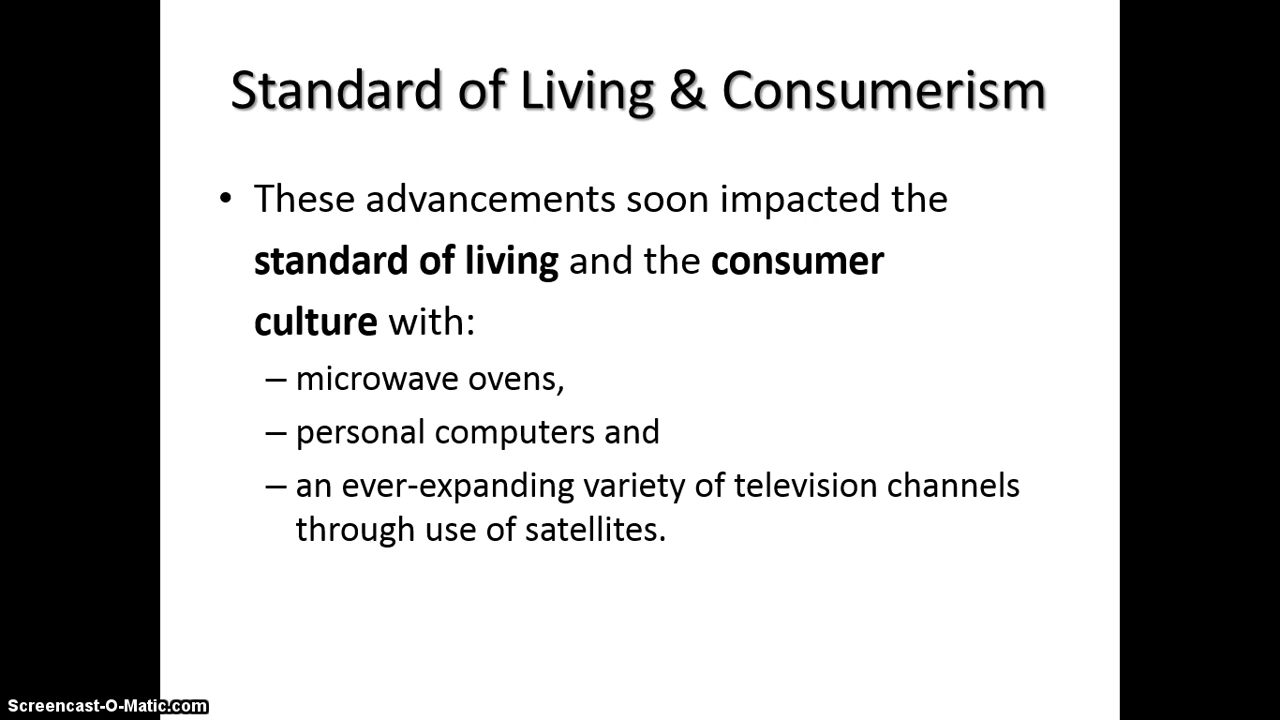 Standard of Living & Consumerism
• These advancements soon impacted the
standard of living and the consumer
culture with:
– microwave ovens,
– personal computers and
– an ever-expanding variety of television channels
through use of satellites.
Screencast-O-Matic.com